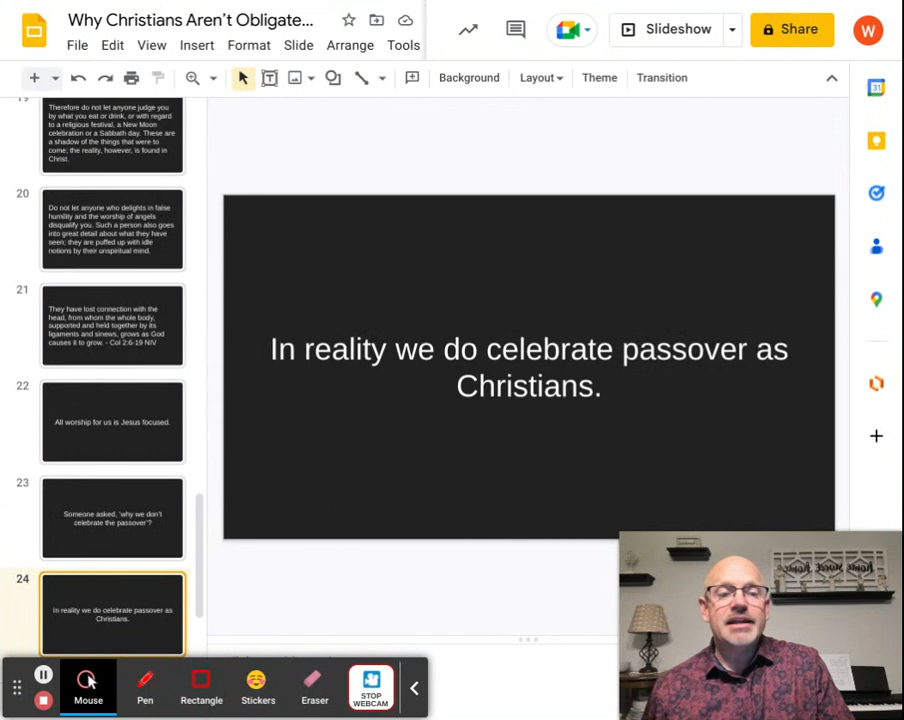 Why Christians Aren't Obligate...
File Edit View Insert Format Slide Arrange Tools
Slideshow
Share
W
Background Layout Theme Transition
31
19
Therefore do not let anyone judge you
by what you eat or drink, or with regard
to a religious festival, a New Moon
celebration or a Sabbath day. These are
a shadow of the things that were to
come; the reality, however, is found in
Christ.
20
Do not let anyone who delights in false
humility and the worship of angels
disqualify you. Such a person also goes
into great detail about what they have
seen; they are puffed up with idle
notions by their unspiritual mind.
21
They have lost connection with the
head, from whom the whole body,
supported and held together by its
ligaments and sinews, grows as God
causes it to grow. - Col 2:6-19 NIV
22
All worship for us is Jesus focused.
23
Someone asked, 'why we don't
celebrate the passover'?
24
In reality we do celebrate passover as
Christians.
In reality we do celebrate passover as
Christians.
Mouse
Pen
Rectangle
Stickers
Eraser
STOP
WEBCAM